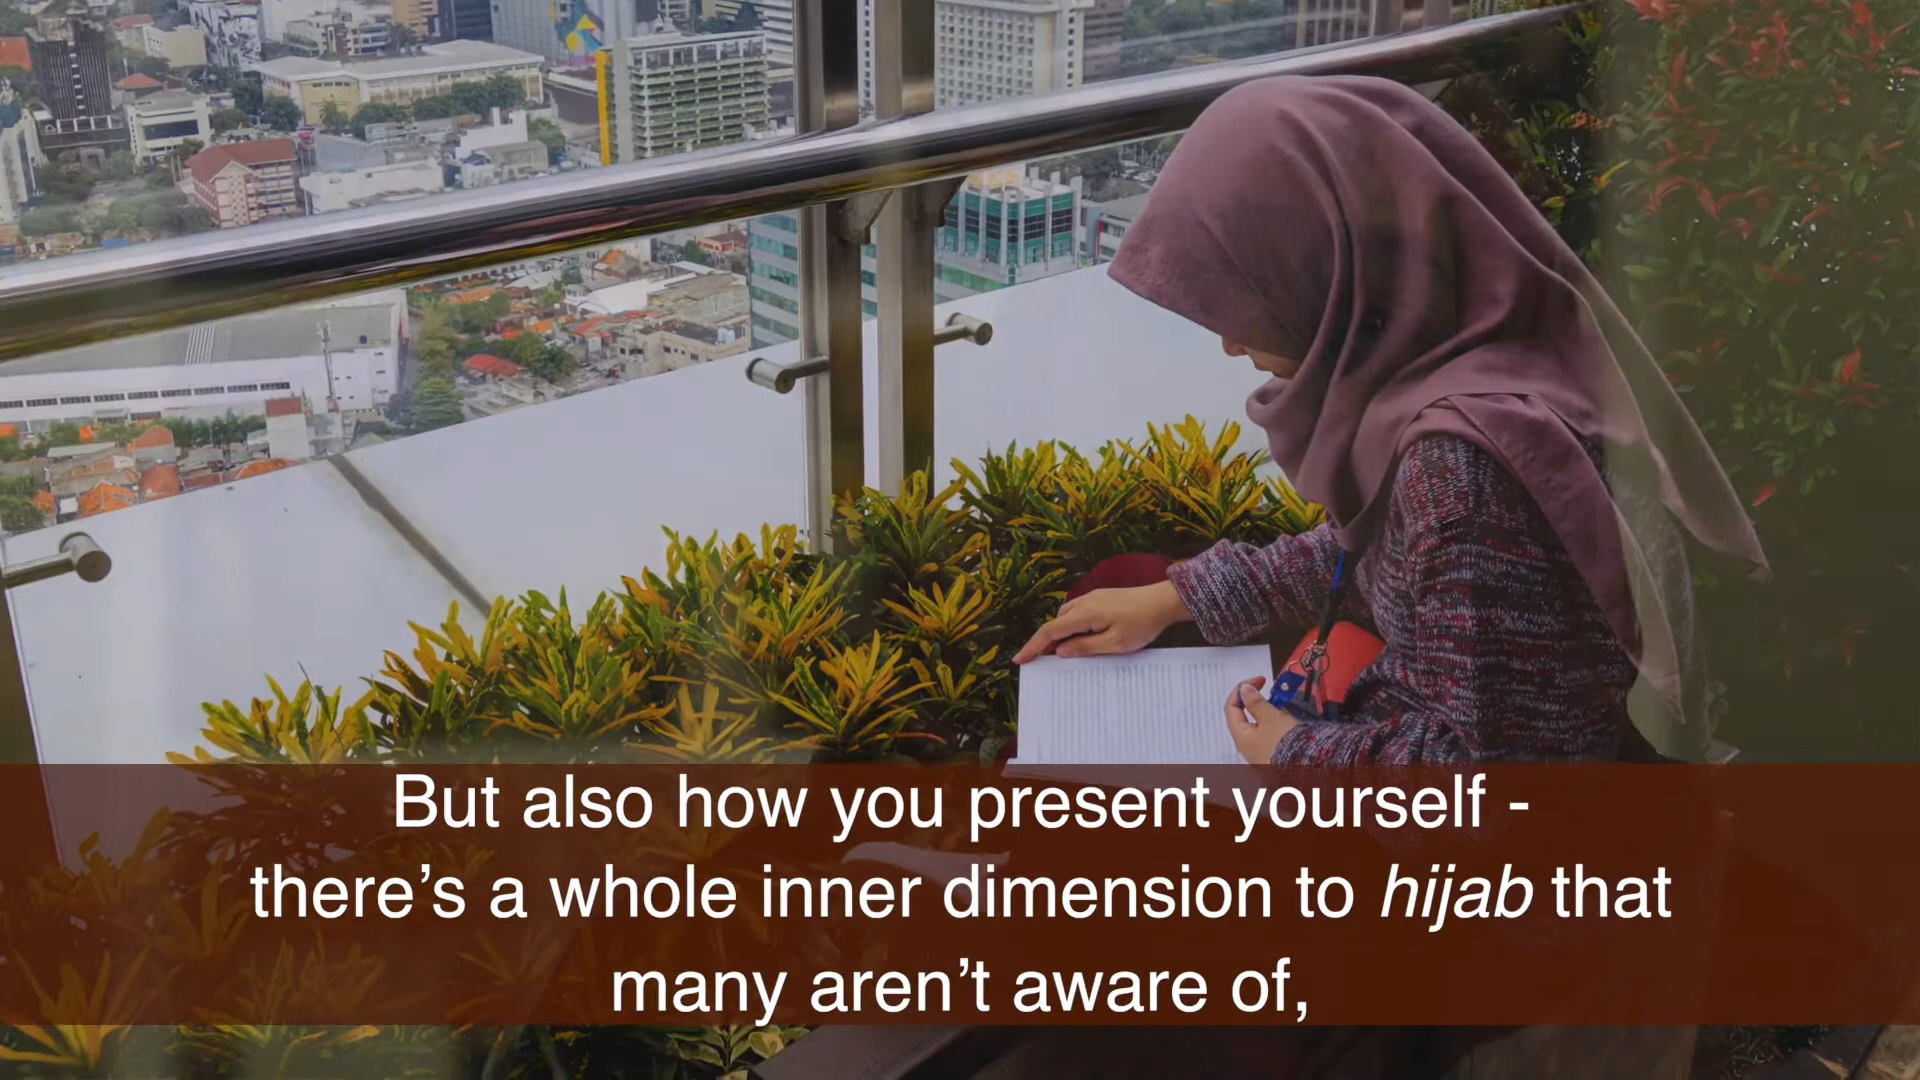 But also how you present yourself -
there’s a whole inner dimension to hijab that
many aren’t aware of,